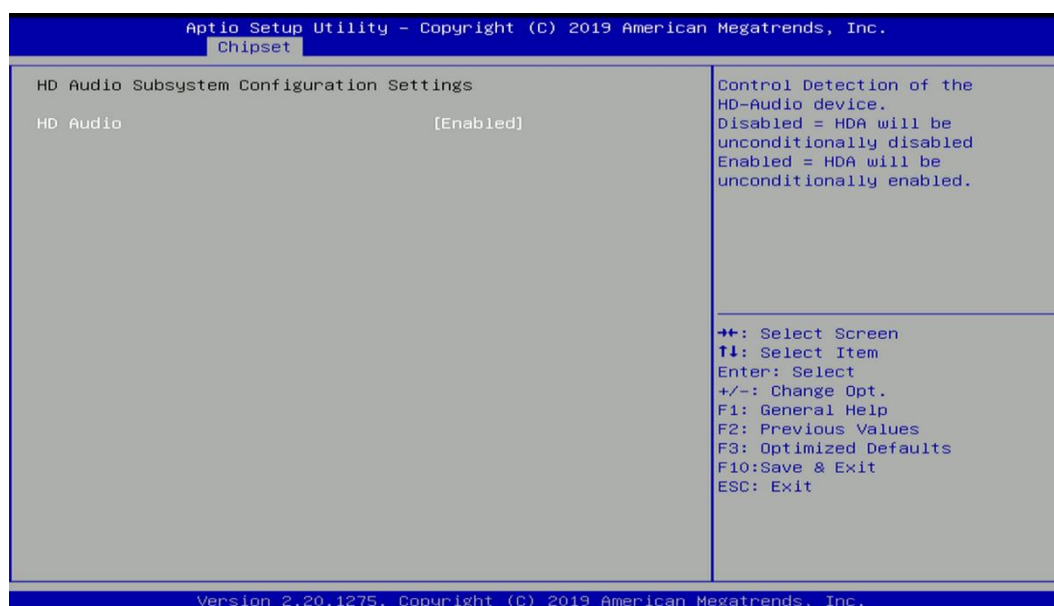 Aptio Setup Utility – Copyright (C) 2019 American Megatrends, Inc.
Chipset
HD Audio Subsystem Configuration Settings
HD Audio [Enabled]
Control Detection of the
HD-Audio device.
Disabled = HDA will be
unconditionally disabled
Enabled = HDA will be
unconditionally enabled.
→←: Select Screen
↑↓: Select Item
Enter: Select
+/-: Change Opt.
F1: General Help
F2: Previous Values
F3: Optimized Defaults
F10:Save & Exit
ESC: Exit
Version 2.20.1275. Copyright (C) 2019 American Megatrends, Inc.